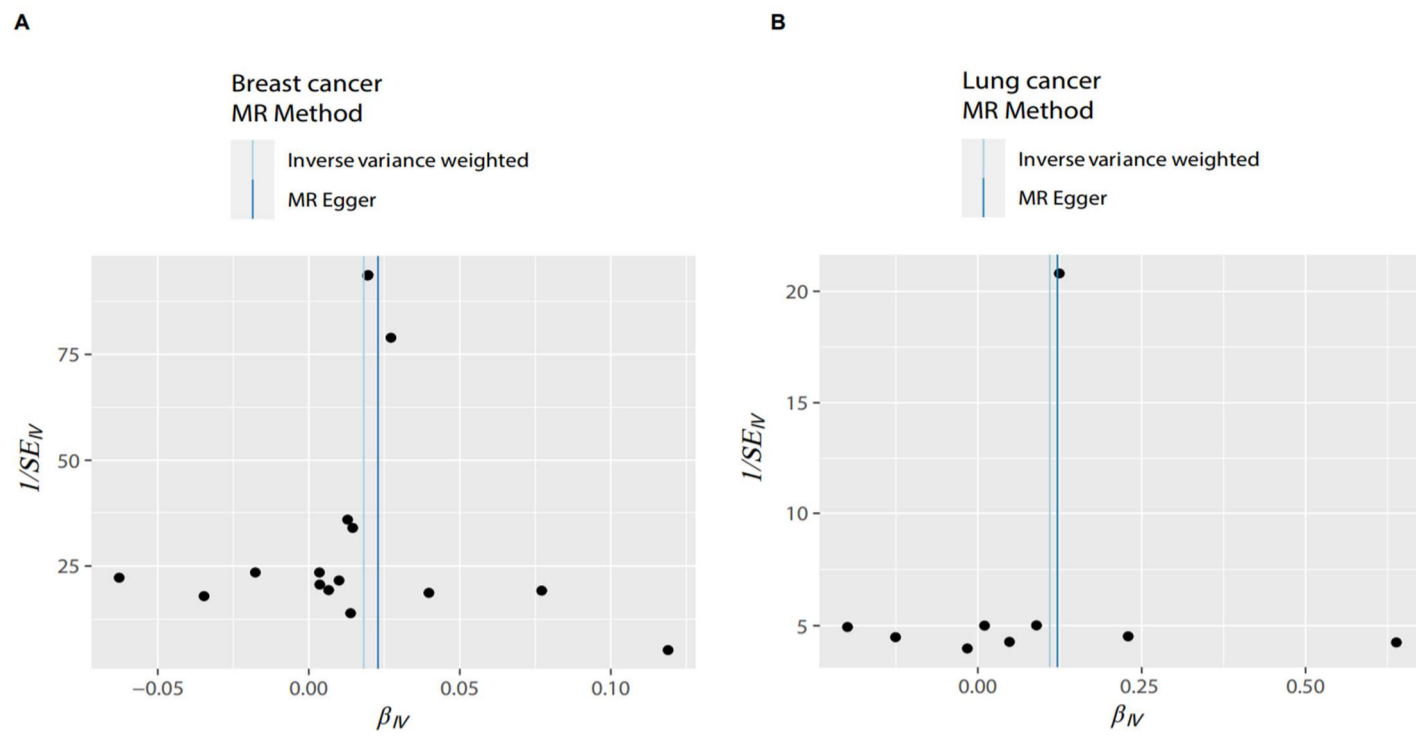 A
Breast cancer
MR Method
Inverse variance weighted
MR Egger
75
50
25
1/SE_IV
−0.05
0.00
0.05
0.10
β_IV
B
Lung cancer
MR Method
Inverse variance weighted
MR Egger
20
15
10
5
1/SE_IV
0.00
0.25
0.50
β_IV